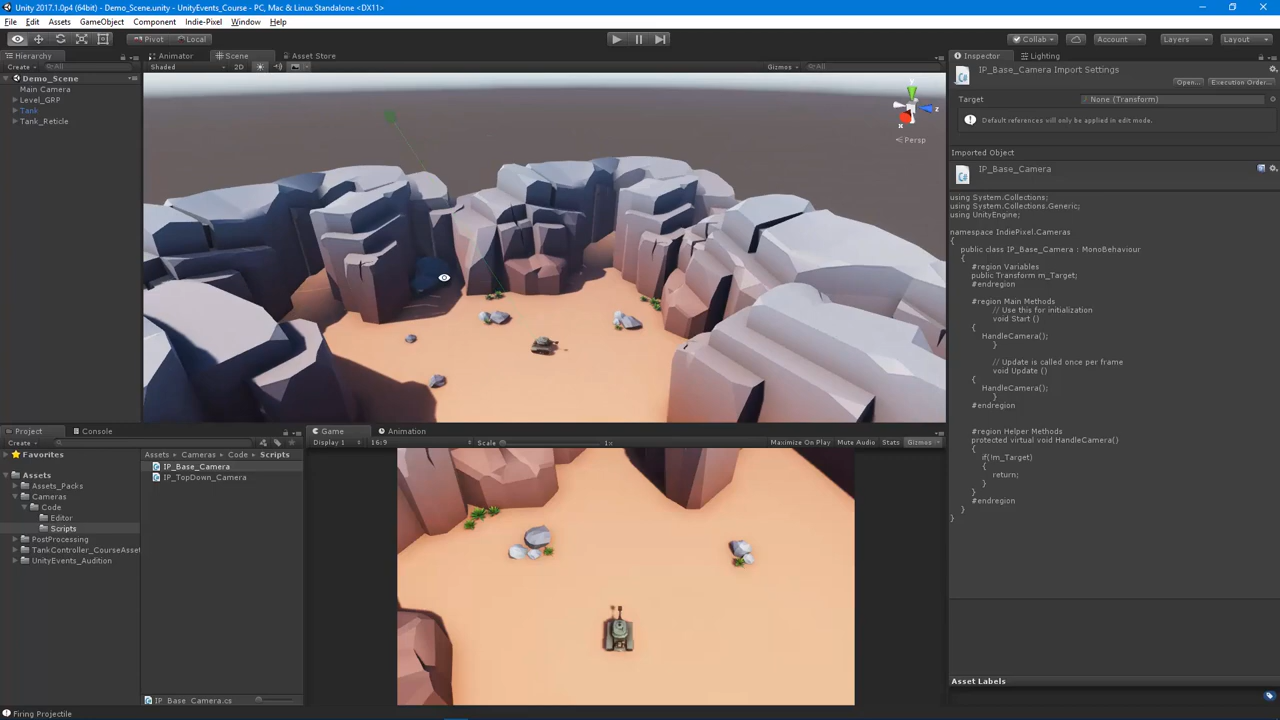 Unity 2017.1.0p4 (64bit) - Demo_Scene.unity - UnityEvents_Course - PC, Mac & Linux Standalone <DX11>
File Edit Assets GameObject Component Indie-Pixel Window Help
Pivot Local Collab Account Layers Layout
Hierarchy
Create All
Demo_Scene
Main Camera
Level_GRP
Tank
Tank_Reticle
Animator Scene Asset Store
Shaded 2D Gizmos All
y
z
x
Persp
Inspector Lighting
IP_Base_Camera Import Settings
Open... Execution Order...
Target None (Transform)
Default references will only be applied in edit mode.
Imported Object
IP_Base_Camera
C#
using System.Collections;
using System.Collections.Generic;
using UnityEngine;
namespace IndiePixel.Cameras
{
public class IP_Base_Camera : MonoBehaviour
{
#region Variables
public Transform m_Target;
#endregion
#region Main Methods
// Use this for initialization
void Start ()
{
HandleCamera();
}
// Update is called once per frame
void Update ()
{
HandleCamera();
}
#endregion
#region Helper Methods
protected virtual void HandleCamera()
{
if(!m_Target)
{
return;
}
}
#endregion
}
}
Asset Labels
Project Console
Create
Favorites
Assets
Assets_Packs
Cameras
Code
Editor
Scripts
PostProcessing
TankController_CourseAsset
UnityEvents_Audition
Assets Cameras Code Scripts
IP_Base_Camera
IP_TopDown_Camera
IP_Base_Camera.cs
Game Animation
Display 1 16:9 Scale 1x Maximize On Play Mute Audio Stats Gizmos
Firing Projectile